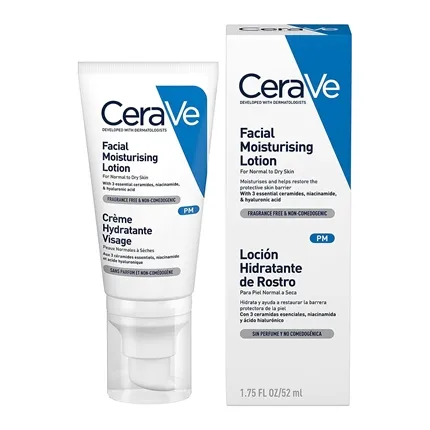 CeraVe
DEVELOPED WITH DERMATOLOGISTS
Facial
Moisturising
Lotion
For Normal to Dry Skin
With 3 essential ceramides, niacinamide,
& hyaluronic acid
FRAGRANCE FREE & NON-COMEDOGENIC
PM
Crème
Hydratante
Visage
Peaux Normales à Sèches
Aux 3 céramides essentiels, niacinamide
et acide hyaluronique
SANS PARFUM ET NON-COMÉDOGÈNE
CeraVe
DEVELOPED WITH DERMATOLOGISTS
Facial
Moisturising
Lotion
For Normal to Dry Skin
Moisturises and helps restore the
protective skin barrier
With 3 essential ceramides, niacinamide,
& hyaluronic acid
FRAGRANCE FREE & NON-COMEDOGENIC
PM
Loción
Hidratante
de Rostro
Para Piel Normal a Seca
Hidrata y ayuda a restaurar la barrera
protectora de la piel
Con 3 ceramidas esenciales, niacinamida
y ácido hialurónico
SIN PERFUME Y NO COMEDOGÉNICA
1.75 FL OZ/52 ml